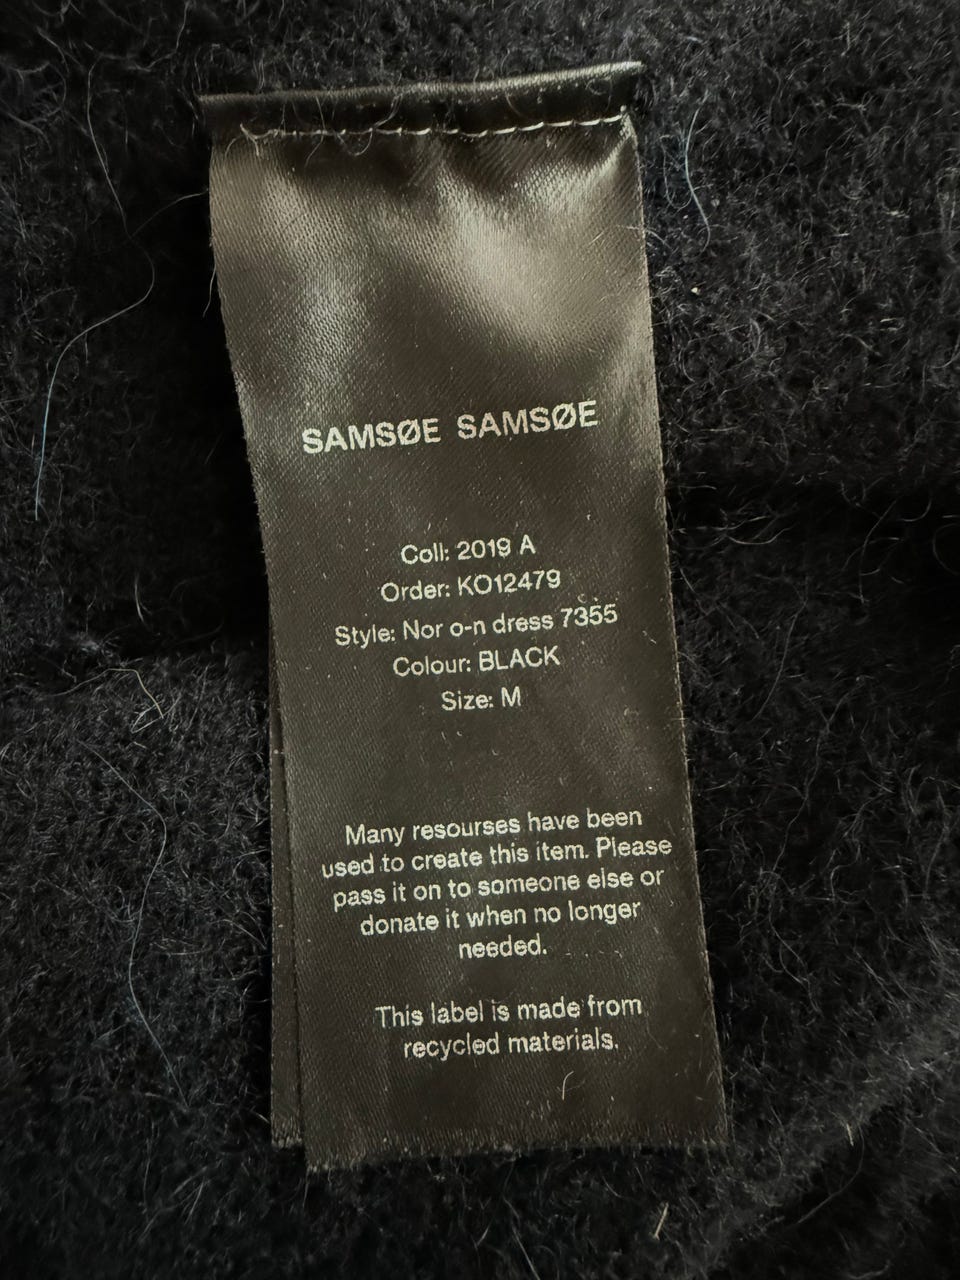 SAMSØE SAMSØE
Coll: 2019 A
Order: KO12479
Style: Nor o-n dress 7355
Colour: BLACK
Size: M
Many resourses have been
used to create this item. Please
pass it on to someone else or
donate it when no longer
needed.
This label is made from
recycled materials.